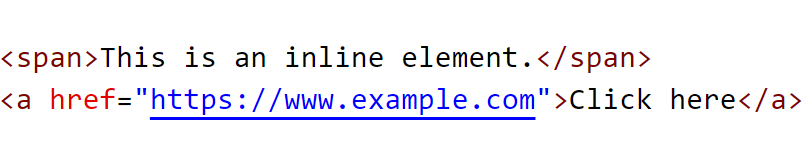 <span>This is an inline element.</span>
<a href="https://www.example.com">Click here</a>